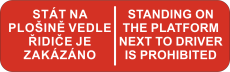 STÁT NA
PLOŠINĚ VEDLE
ŘIDIČE JE
ZAKÁZÁNO
STANDING ON
THE PLATFORM
NEXT TO DRIVER
IS PROHIBITED